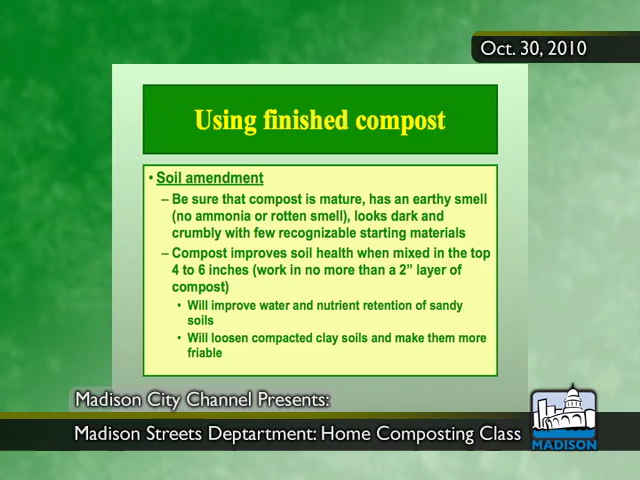 Oct. 30, 2010
Using finished compost
• Soil amendment
– Be sure that compost is mature, has an earthy smell
(no ammonia or rotten smell), looks dark and
crumbly with few recognizable starting materials
– Compost improves soil health when mixed in the top
4 to 6 inches (work in no more than a 2” layer of
compost)
• Will improve water and nutrient retention of sandy
soils
• Will loosen compacted clay soils and make them more
friable
Madison City Channel Presents:
Madison Streets Deptartment: Home Composting Class
MADISON